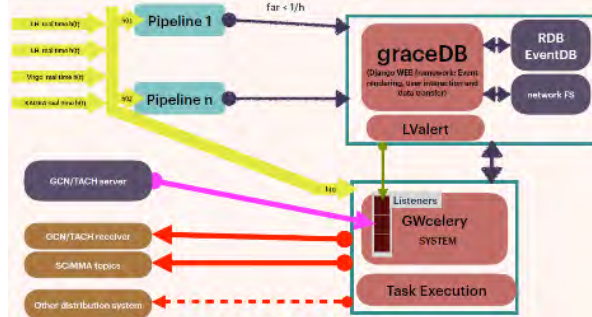 LH real time h(t)
LH real time h(t)
Virgo real time h(t)
KAGRA real time h(t)
h(t)
Pipeline 1
h(t)
Pipeline n
far < 1/h
graceDB
(Django WEB framework: Event
rendering, user interaction and
data transfer)
LValert
RDB
EventDB
network FS
GCN/TACH server
GCN/TACH receiver
SCiMMA topics
Other distribution system
Listeners
GWcelery
SYSTEM
Task Execution